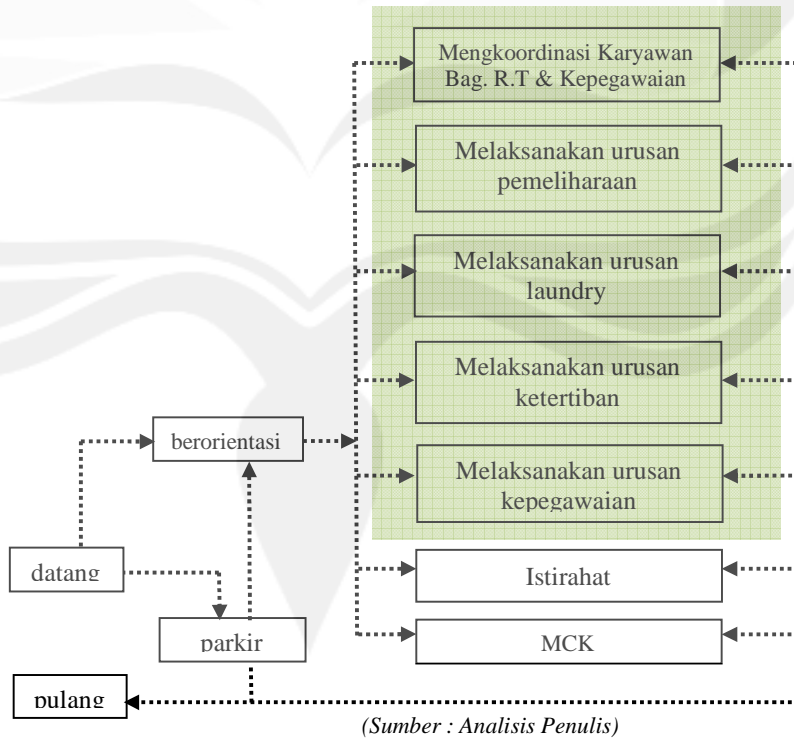 Mengkoordinasi Karyawan
Bag. R.T & Kepegawaian
Melaksanakan urusan
pemeliharaan
Melaksanakan urusan
laundry
Melaksanakan urusan
ketertiban
berorientasi
Melaksanakan urusan
kepegawaian
datang
Istirahat
parkir
MCK
pulang
(Sumber : Analisis Penulis)